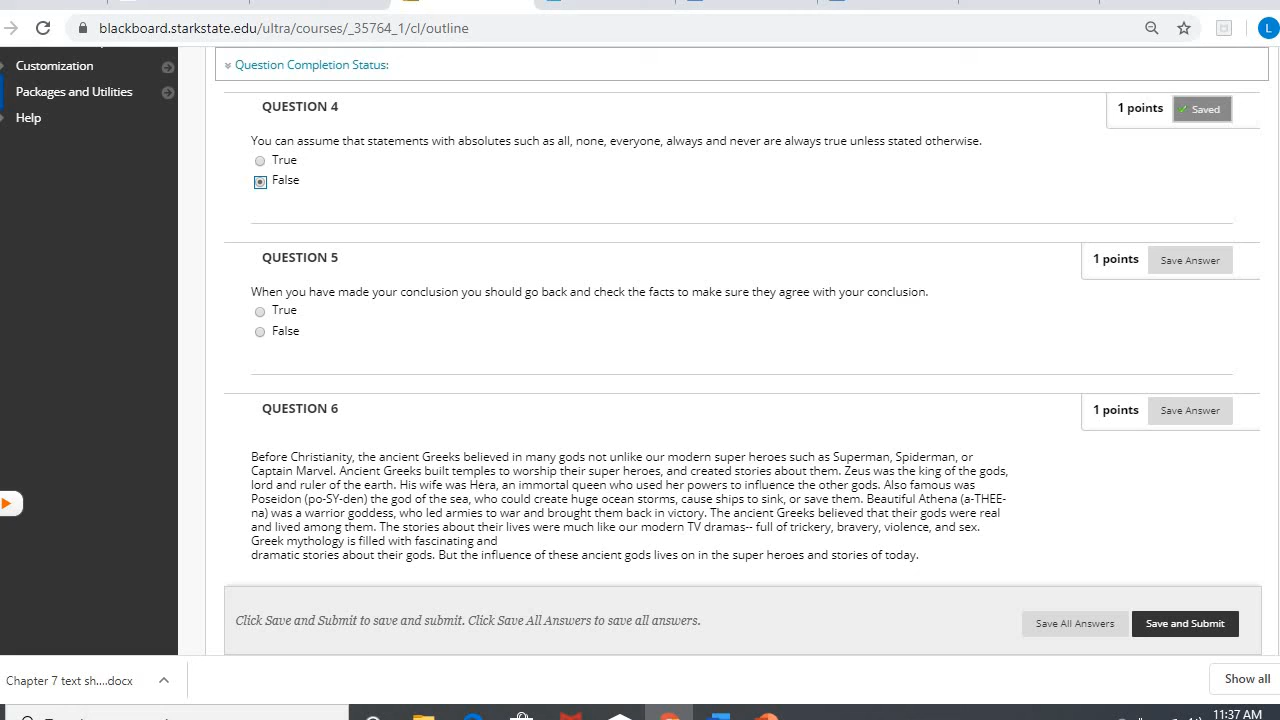 blackboard.starkstate.edu/ultra/courses/_35764_1/cl/outline
L
Customization
Packages and Utilities
Help
Question Completion Status:
QUESTION 4
1 points
Saved
You can assume that statements with absolutes such as all, none, everyone, always and never are always true unless stated otherwise.
True
False
QUESTION 5
1 points
Save Answer
When you have made your conclusion you should go back and check the facts to make sure they agree with your conclusion.
True
False
QUESTION 6
1 points
Save Answer
Before Christianity, the ancient Greeks believed in many gods not unlike our modern super heroes such as Superman, Spiderman, or
Captain Marvel. Ancient Greeks built temples to worship their super heroes, and created stories about them. Zeus was the king of the gods,
lord and ruler of the earth. His wife was Hera, an immortal queen who used her powers to influence the other gods. Also famous was
Poseidon (po-SY-den) the god of the sea, who could create huge ocean storms, cause ships to sink, or save them. Beautiful Athena (a-THEE-
na) was a warrior goddess, who led armies to war and brought them back in victory. The ancient Greeks believed that their gods were real
and lived among them. The stories about their lives were much like our modern TV dramas-- full of trickery, bravery, violence, and sex.
Greek mythology is filled with fascinating and
dramatic stories about their gods. But the influence of these ancient gods lives on in the super heroes and stories of today.
Click Save and Submit to save and submit. Click Save All Answers to save all answers.
Save All Answers
Save and Submit
Chapter 7 text sh....docx
Show all
11:37 AM